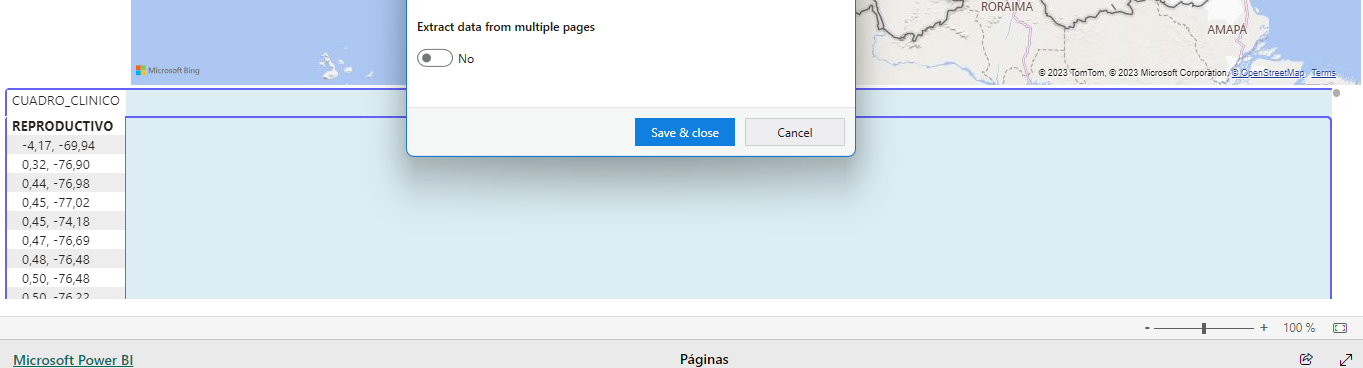 RORAIMA
Extract data from multiple pages
AMAPÁ
No
Microsoft Bing
© 2023 TomTom, © 2023 Microsoft Corporation, © OpenStreetMap Terms
CUADRO_CLINICO
REPRODUCTIVO
Save & close
Cancel
-4,17, -69,94
0,32, -76,90
0,44, -76,98
0,45, -77,02
0,45, -74,18
0,47, -76,69
0,48, -76,48
0,50, -76,48
0,50, -76,22
- + 100 %
Microsoft Power BI
Páginas